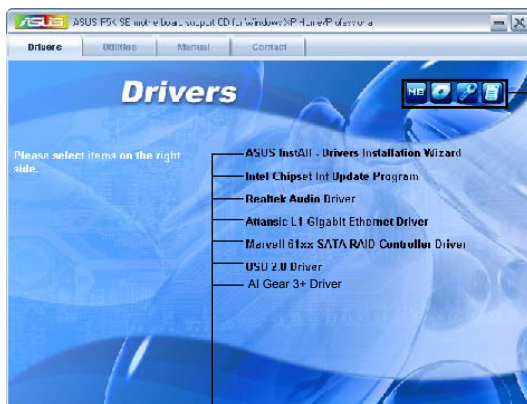 ASUS
ASUS P5K SE motherboard support CD for Windows XP Home/Professional
Drivers
Utilities
Manual
Contact
Drivers
MB
Please select items on the right side.
ASUS InstAll - Drivers Installation Wizard
Intel Chipset Inf Update Program
Realtek Audio Driver
Attansic L1 Gigabit Ethernet Driver
Marvell 61xx SATA RAID Controller Driver
USB 2.0 Driver
AI Gear 3+ Driver